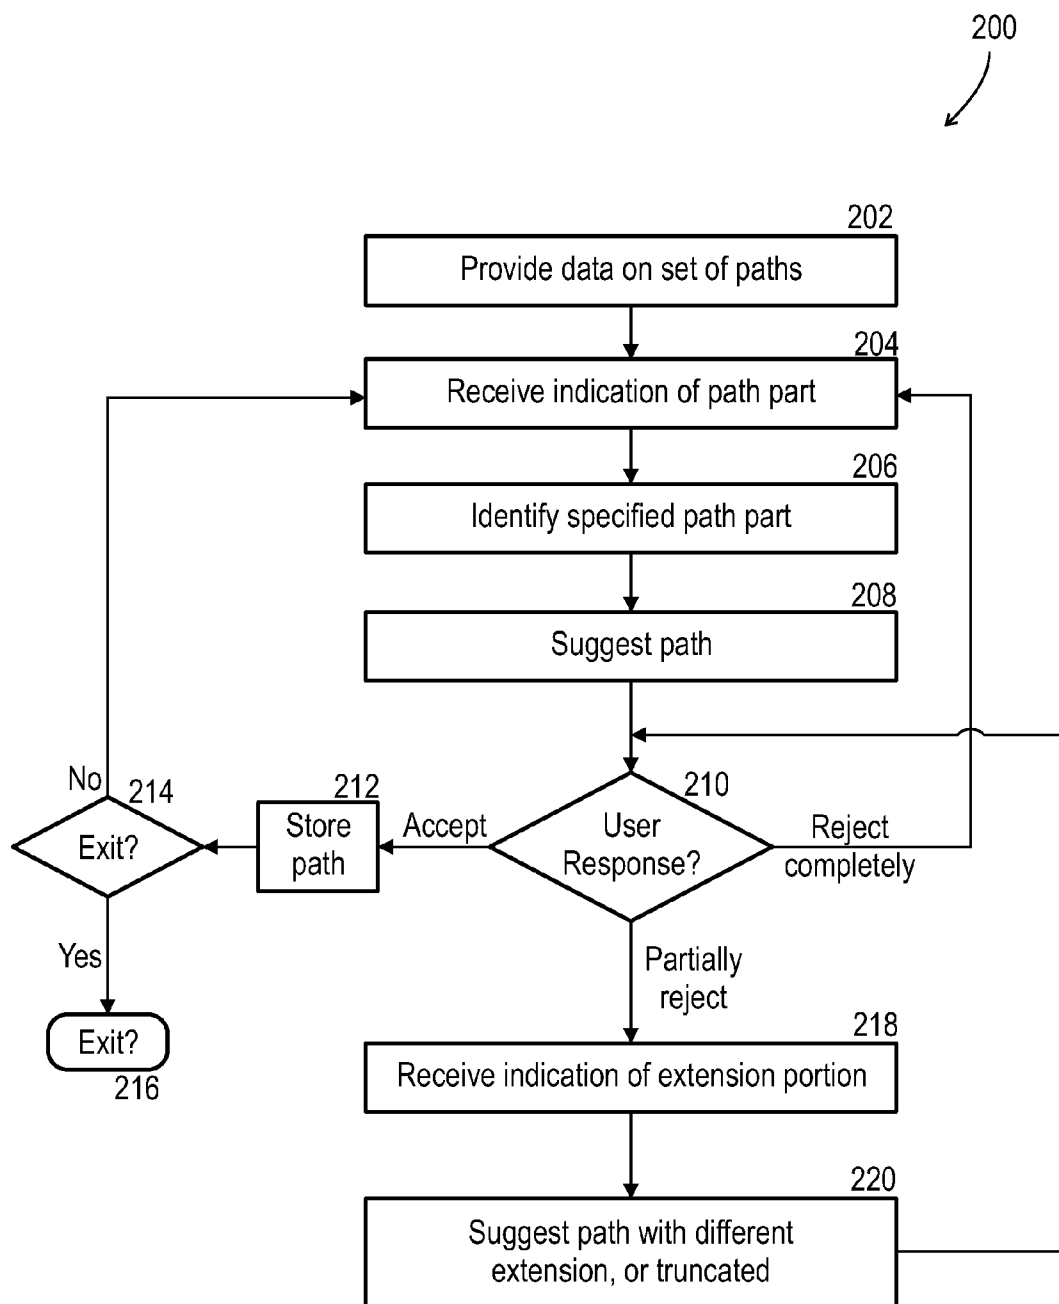 200
202
Provide data on set of paths
204
Receive indication of path part
206
Identify specified path part
208
Suggest path
No
214
212
210
Exit?
Store
path
Accept
User
Response?
Reject
completely
Yes
Partially
reject
Exit?
216
218
Receive indication of extension portion
220
Suggest path with different
extension, or truncated